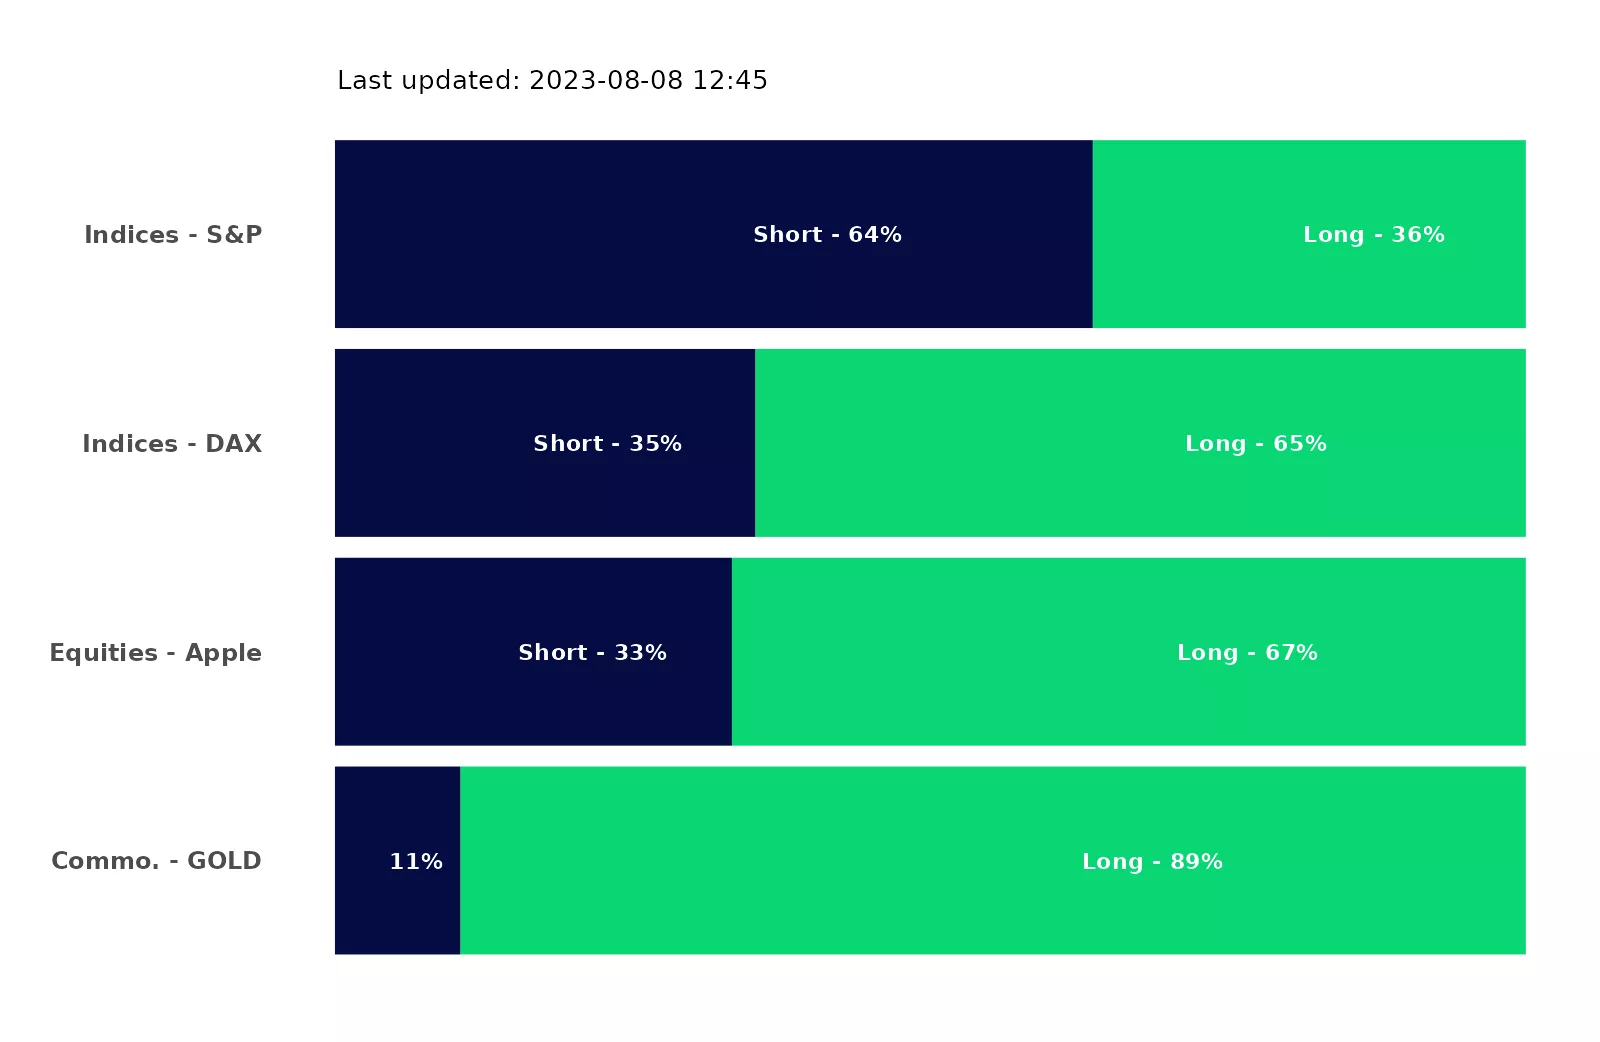 Last updated: 2023-08-08 12:45
Indices - S&P Short - 64% Long - 36%
Indices - DAX Short - 35% Long - 65%
Equities - Apple Short - 33% Long - 67%
Commo. - GOLD 11% Long - 89%